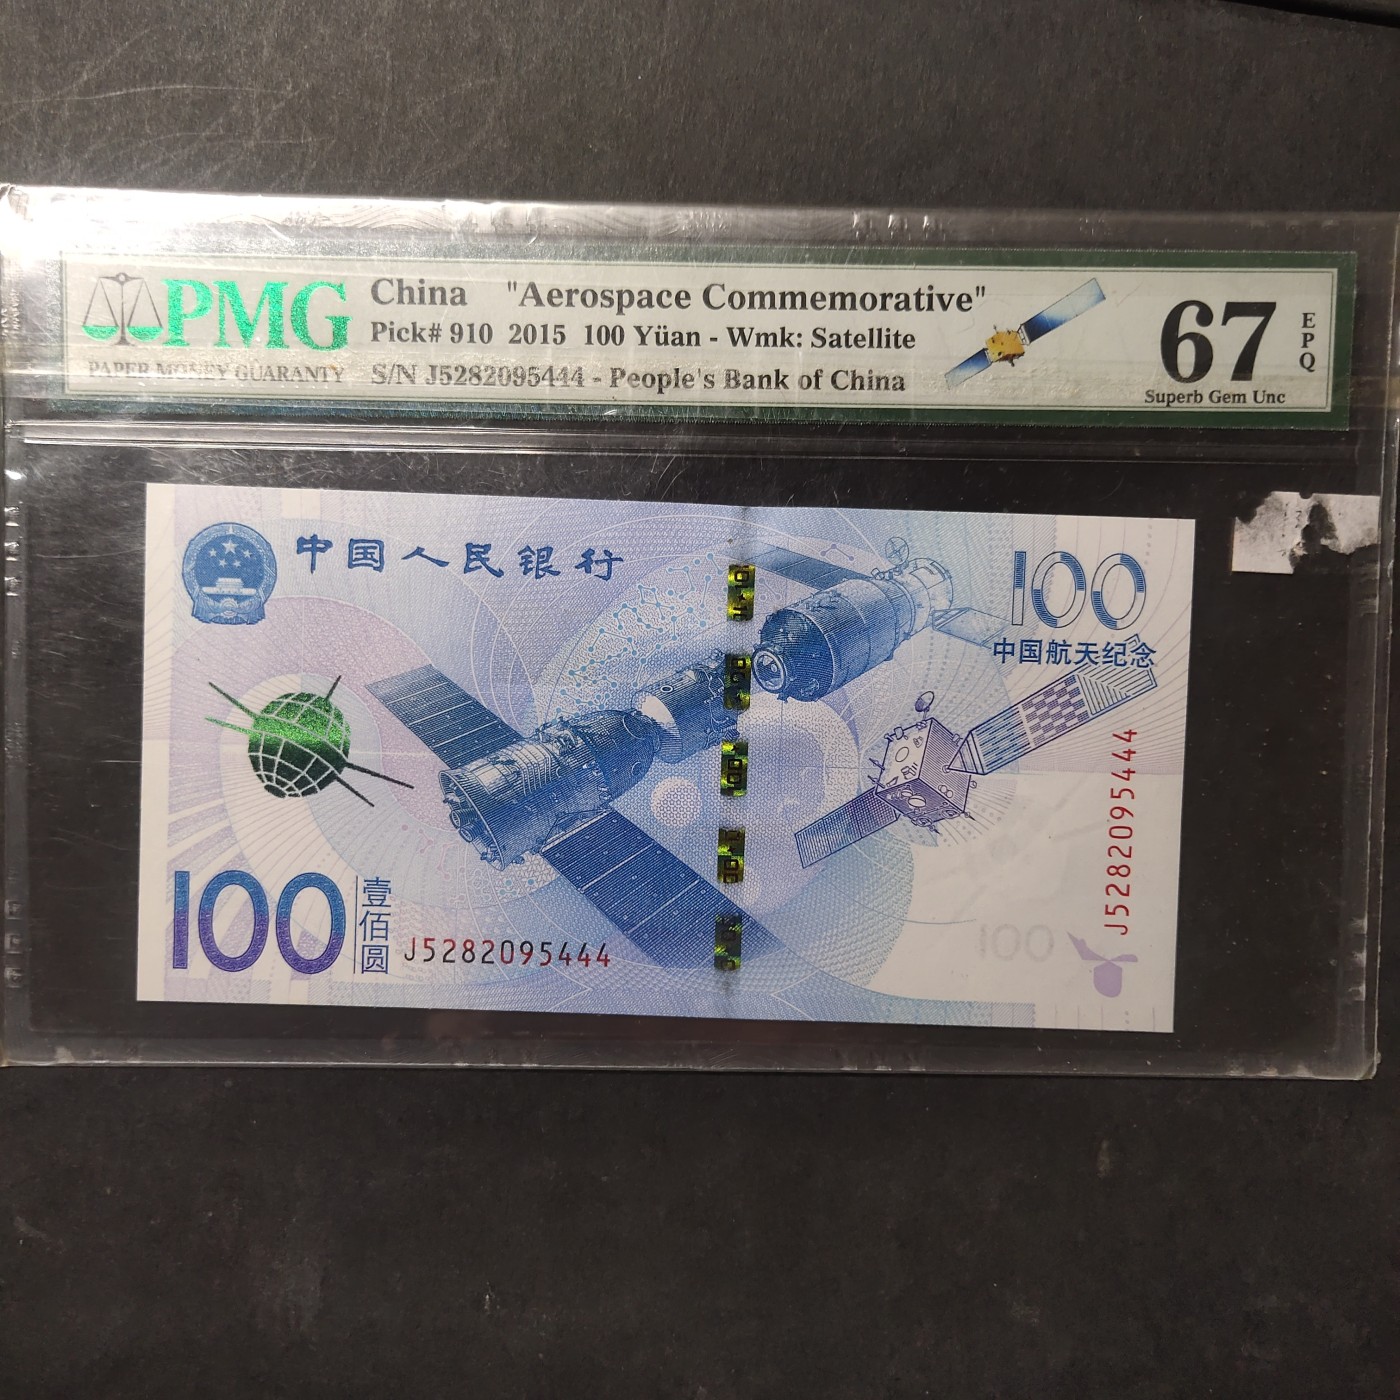 PMG
PAPER MONEY GUARANTY
China "Aerospace Commemorative"
Pick# 910 2015 100 Yüan - Wmk: Satellite
S/N J5282095444 - People's Bank of China
67
EPQ
Superb Gem Unc
中国人民银行
100
中国航天纪念
100
壹佰圆
J5282095444
J5282095444
100